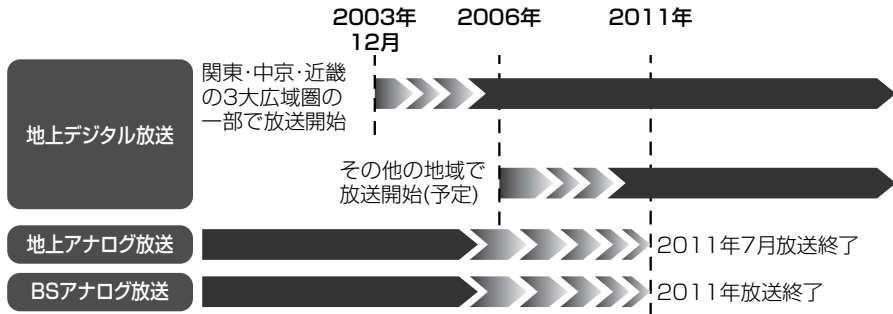 2003年
12月
2006年
2011年
地上デジタル放送
関東・中京・近畿
の3大広域圏の
一部で放送開始
その他の地域で
放送開始(予定)
地上アナログ放送
2011年7月放送終了
BSアナログ放送
2011年放送終了